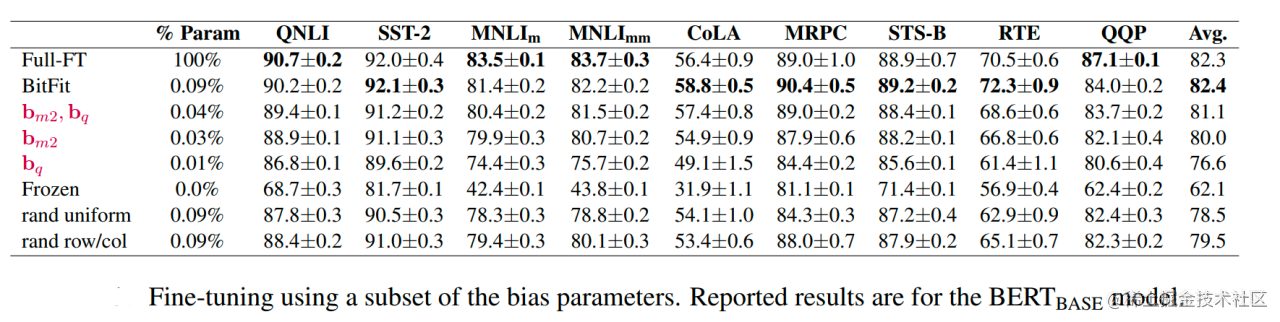 % Param QNLI SST-2 MNLIm MNLImm CoLA MRPC STS-B RTE QQP Avg.
Full-FT 100% 90.7±0.2 92.0±0.4 83.5±0.1 83.7±0.3 56.4±0.9 89.0±1.0 88.9±0.7 70.5±0.6 87.1±0.1 82.3
BitFit 0.09% 90.2±0.2 92.1±0.3 81.4±0.2 82.2±0.2 58.8±0.5 90.4±0.5 89.2±0.2 72.3±0.9 84.0±0.2 82.4
bm2, bq 0.04% 89.4±0.1 91.2±0.2 80.4±0.2 81.5±0.2 57.4±0.8 89.0±0.2 88.4±0.1 68.6±0.6 83.7±0.2 81.1
bm2 0.03% 88.9±0.1 91.1±0.3 79.9±0.3 80.7±0.2 54.9±0.9 87.9±0.6 88.2±0.1 66.8±0.6 82.1±0.4 80.0
bq 0.01% 86.8±0.1 89.6±0.2 74.4±0.3 75.7±0.2 49.1±1.5 84.4±0.2 85.6±0.1 61.4±1.1 80.6±0.4 76.6
Frozen 0.0% 68.7±0.3 81.7±0.1 42.4±0.1 43.8±0.1 31.9±1.1 81.1±0.1 71.4±0.1 56.9±0.4 62.4±0.2 62.1
rand uniform 0.09% 87.8±0.3 90.5±0.3 78.3±0.3 78.8±0.2 54.1±1.0 84.3±0.3 87.2±0.4 62.9±0.9 82.4±0.3 78.5
rand row/col 0.09% 88.4±0.2 91.0±0.3 79.4±0.3 80.1±0.3 53.4±0.6 88.0±0.7 87.9±0.2 65.1±0.7 82.3±0.2 79.5
Fine-tuning using a subset of the bias parameters. Reported results are for the BERTBASE model.
@稀土掘金技术社区